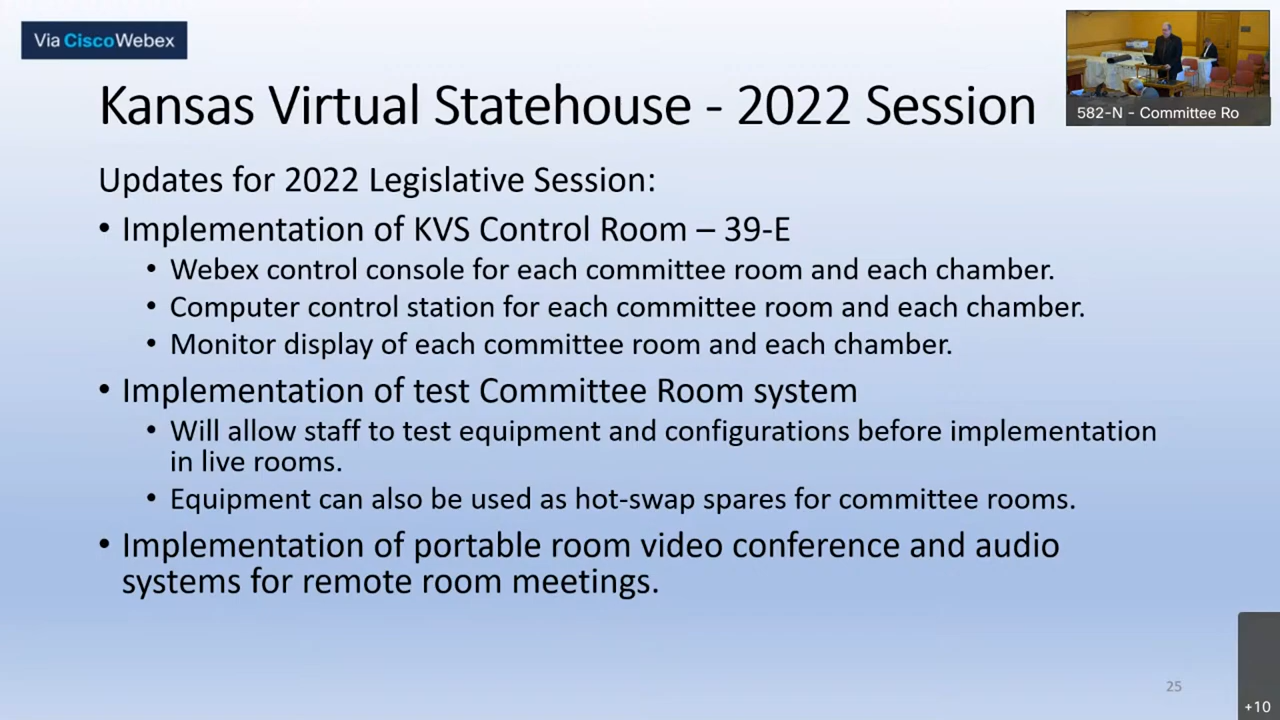 Via CiscoWebex
Kansas Virtual Statehouse - 2022 Session
582-N - Committee Ro
Updates for 2022 Legislative Session:
• Implementation of KVS Control Room – 39-E
• Webex control console for each committee room and each chamber.
• Computer control station for each committee room and each chamber.
• Monitor display of each committee room and each chamber.
• Implementation of test Committee Room system
• Will allow staff to test equipment and configurations before implementation
in live rooms.
• Equipment can also be used as hot-swap spares for committee rooms.
• Implementation of portable room video conference and audio
systems for remote room meetings.
25
+10